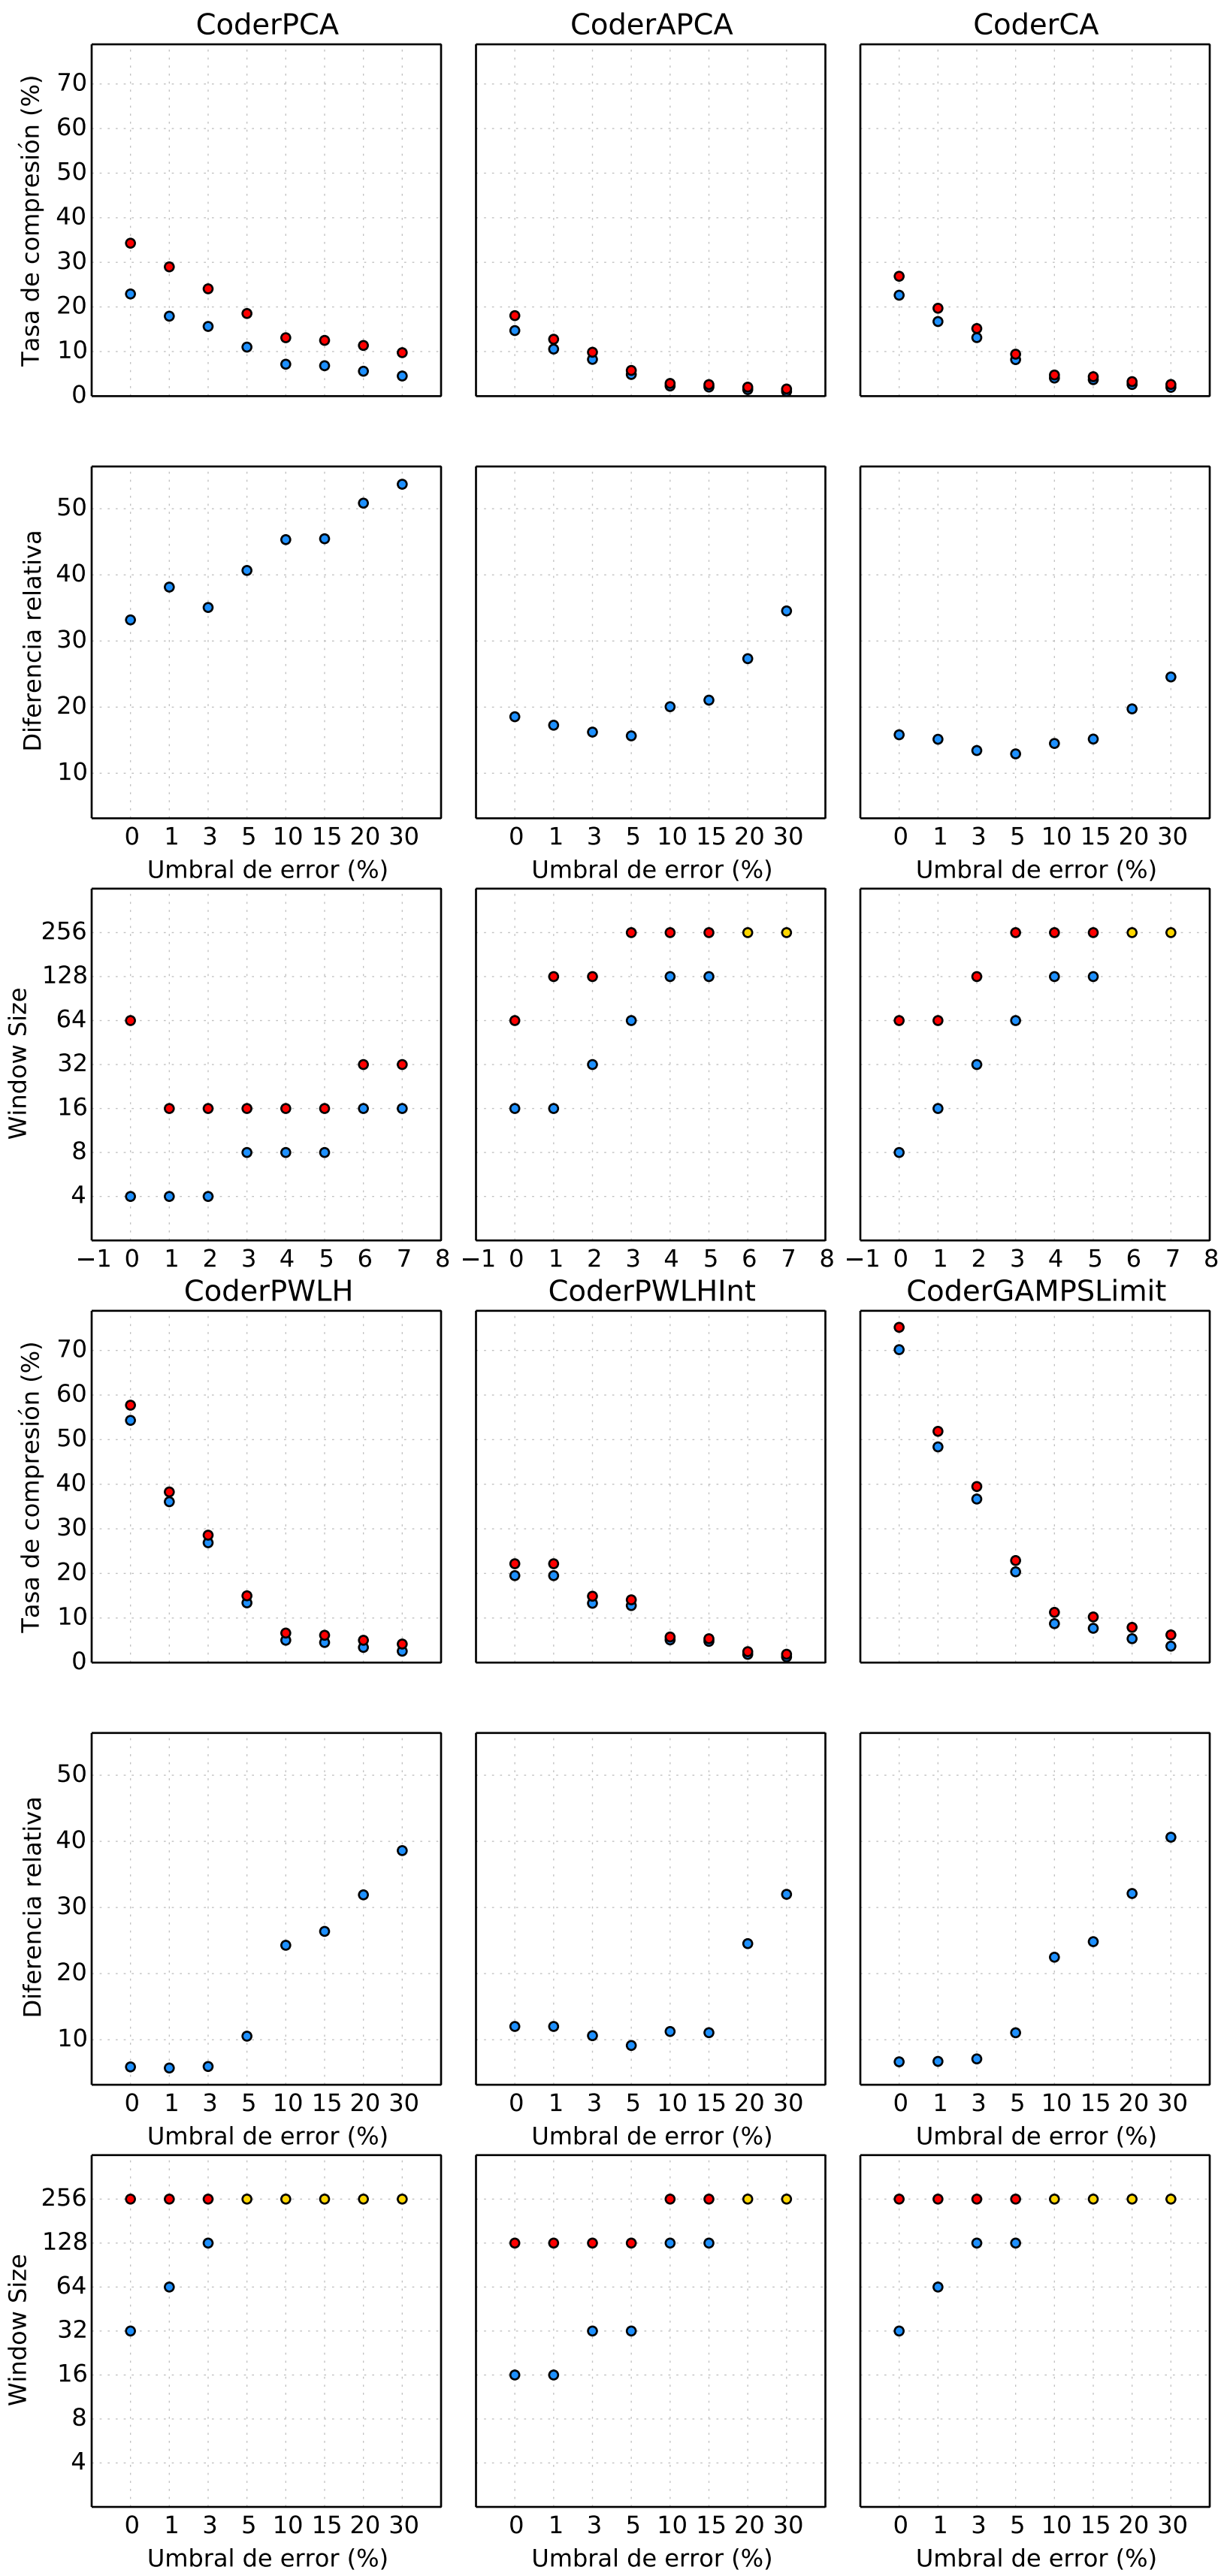 CoderPCA CoderAPCA CoderCA
Tasa de compresión (%)
70
60
50
40
30
20
10
0
Diferencia relativa
50
40
30
20
10
0 1 3 5 10 15 20 30 0 1 3 5 10 15 20 30 0 1 3 5 10 15 20 30
Umbral de error (%) Umbral de error (%) Umbral de error (%)
Window Size
256
128
64
32
16
8
4
−1 0 1 2 3 4 5 6 7 8 −1 0 1 2 3 4 5 6 7 8 −1 0 1 2 3 4 5 6 7 8
CoderPWLH CoderPWLHInt CoderGAMPSLimit
Tasa de compresión (%)
70
60
50
40
30
20
10
0
Diferencia relativa
50
40
30
20
10
0 1 3 5 10 15 20 30 0 1 3 5 10 15 20 30 0 1 3 5 10 15 20 30
Umbral de error (%) Umbral de error (%) Umbral de error (%)
Window Size
256
128
64
32
16
8
4
0 1 3 5 10 15 20 30 0 1 3 5 10 15 20 30 0 1 3 5 10 15 20 30
Umbral de error (%) Umbral de error (%) Umbral de error (%)